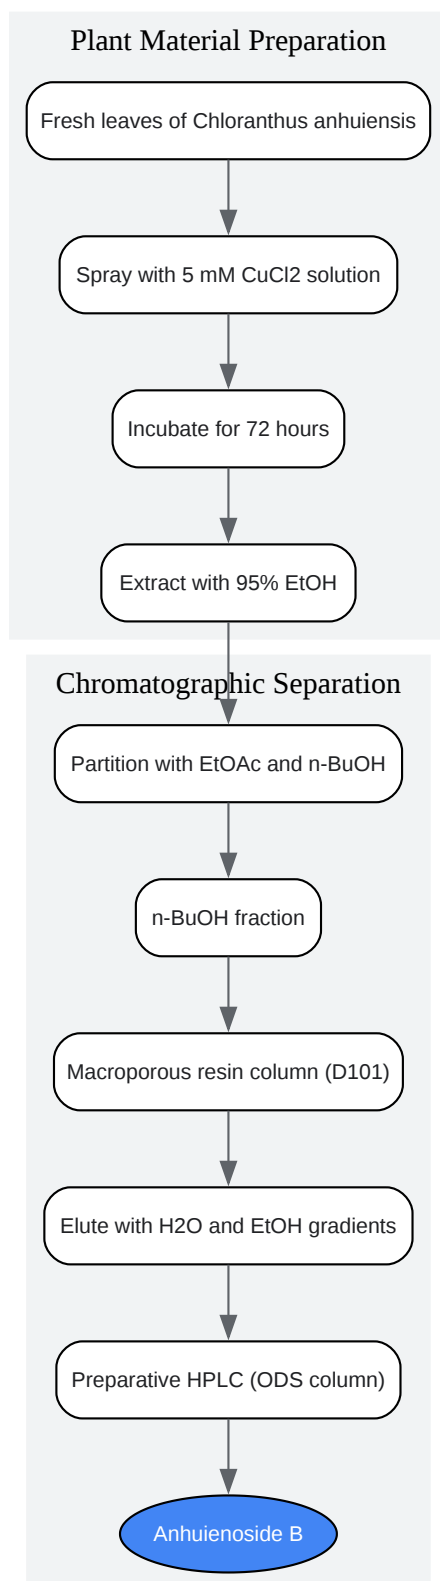 Plant Material Preparation
Fresh leaves of Chloranthus anhuiensis
Spray with 5 mM CuCl2 solution
Incubate for 72 hours
Extract with 95% EtOH
Chromatographic Separation
Partition with EtOAc and n-BuOH
n-BuOH fraction
Macroporous resin column (D101)
Elute with H2O and EtOH gradients
Preparative HPLC (ODS column)
Anhuienoside B